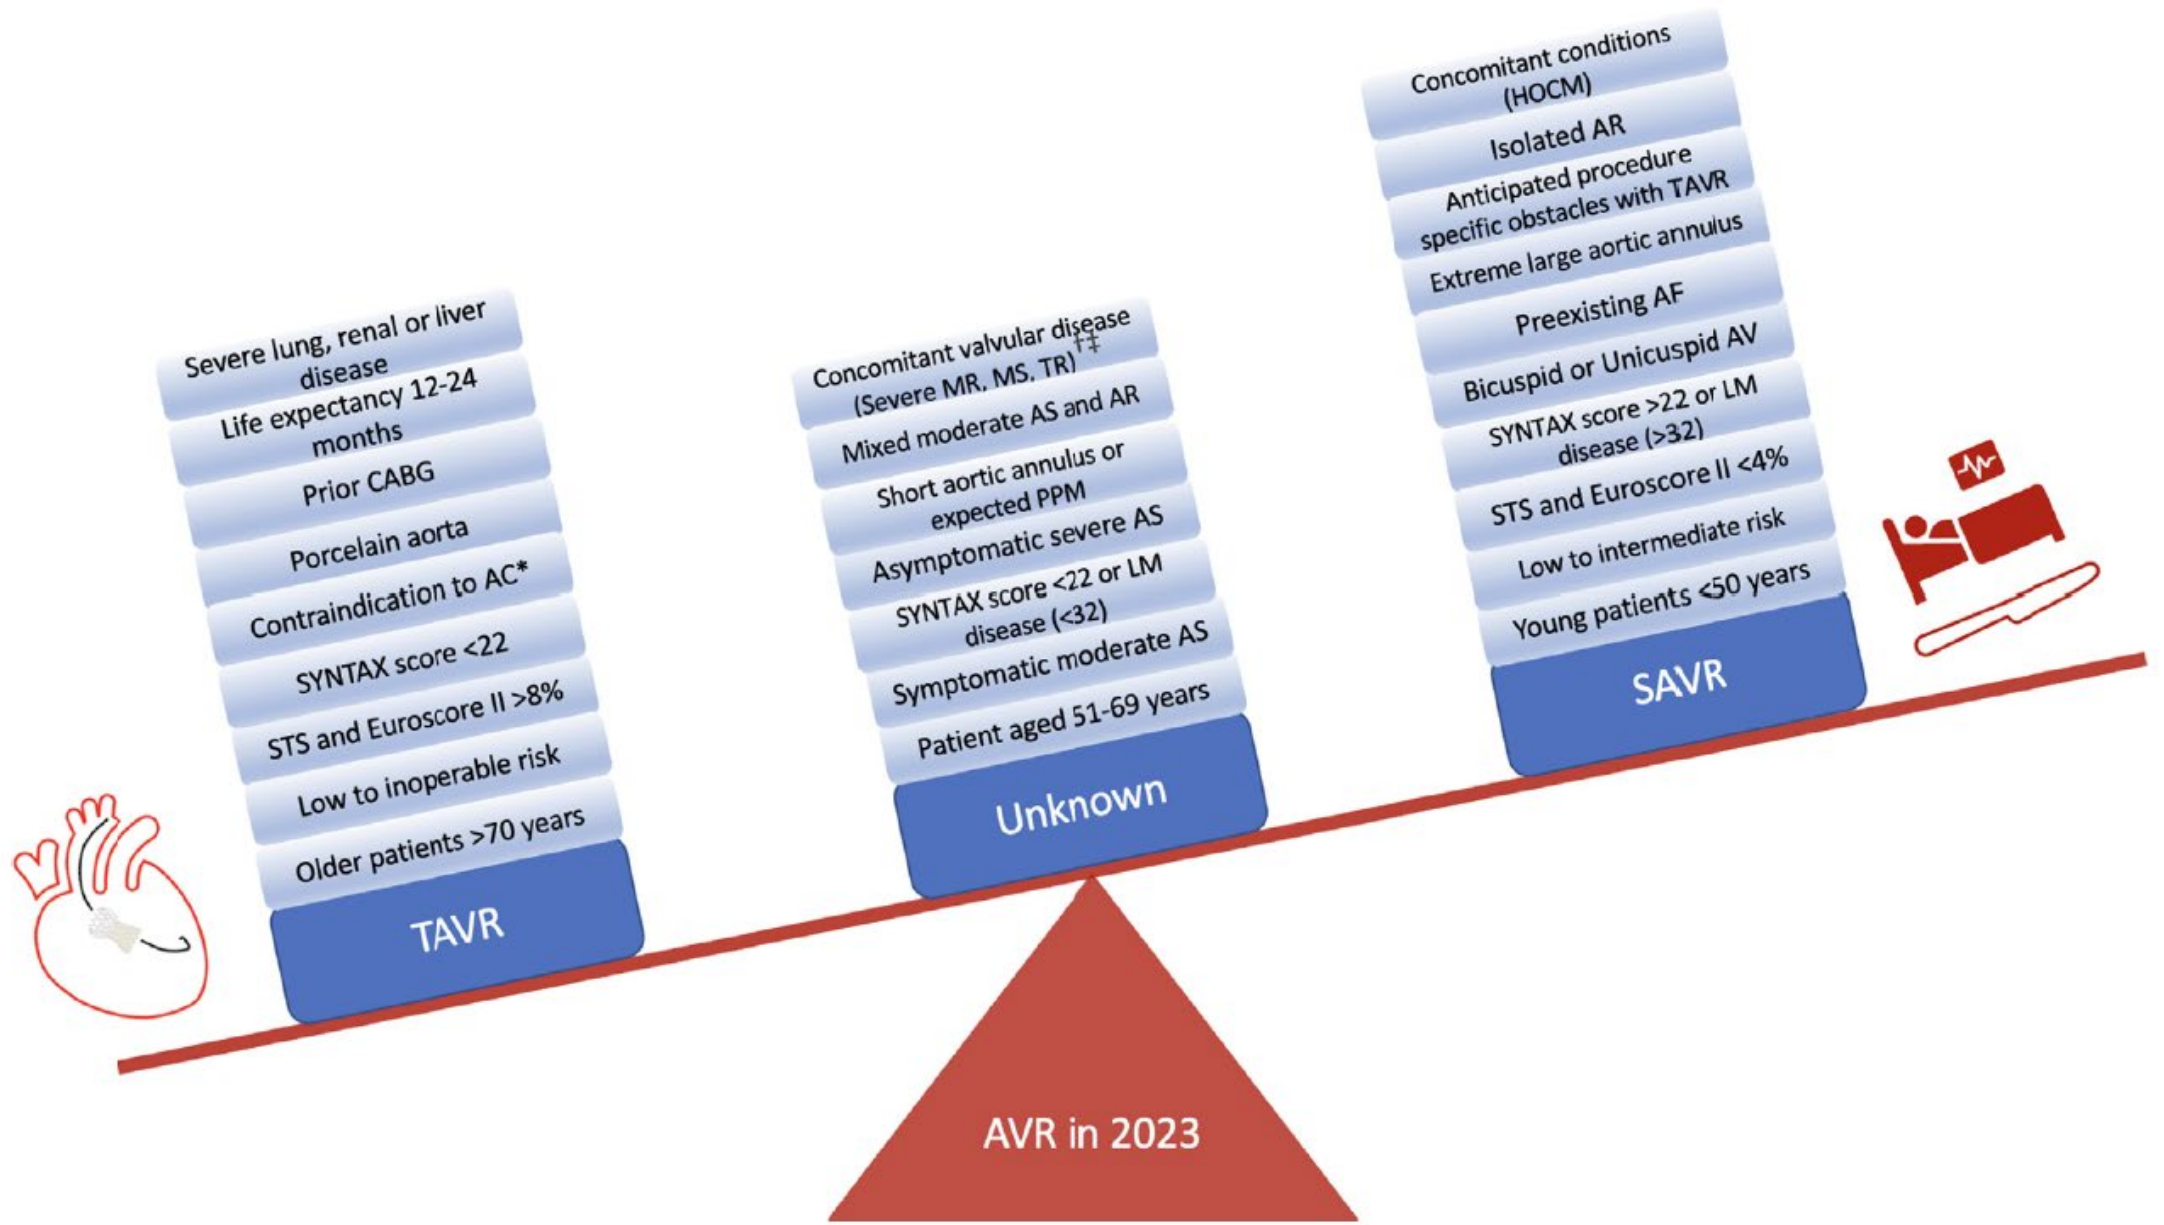 Severe lung, renal or liver
disease
Life expectancy 12-24
months
Prior CABG
Porcelain aorta
Contraindication to AC*
SYNTAX score <22
STS and Euroscore II >8%
Low to inoperable risk
Older patients >70 years
TAVR
Concomitant valvular disease
(Severe MR, MS, TR)†‡
Mixed moderate AS and AR
Short aortic annulus or
expected PPM
Asymptomatic severe AS
SYNTAX score <22 or LM
disease (<32)
Symptomatic moderate AS
Patient aged 51-69 years
Unknown
Concomitant conditions
(HOCM)
Isolated AR
Anticipated procedure
specific obstacles with TAVR
Extreme large aortic annulus
Preexisting AF
Bicuspid or Unicuspid AV
SYNTAX score >22 or LM
disease (>32)
STS and Euroscore II <4%
Low to intermediate risk
Young patients <50 years
SAVR
AVR in 2023